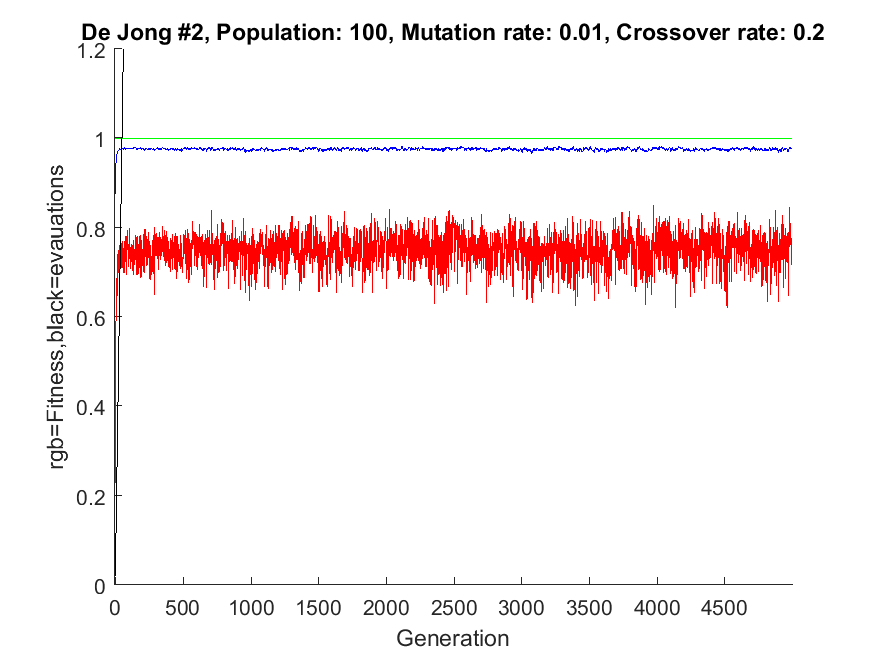 De Jong #2, Population: 100, Mutation rate: 0.01, Crossover rate: 0.2
1.2
1
0.8
0.6
0.4
0.2
0
rgb=Fitness,black=evauations
0 500 1000 1500 2000 2500 3000 3500 4000 4500
Generation